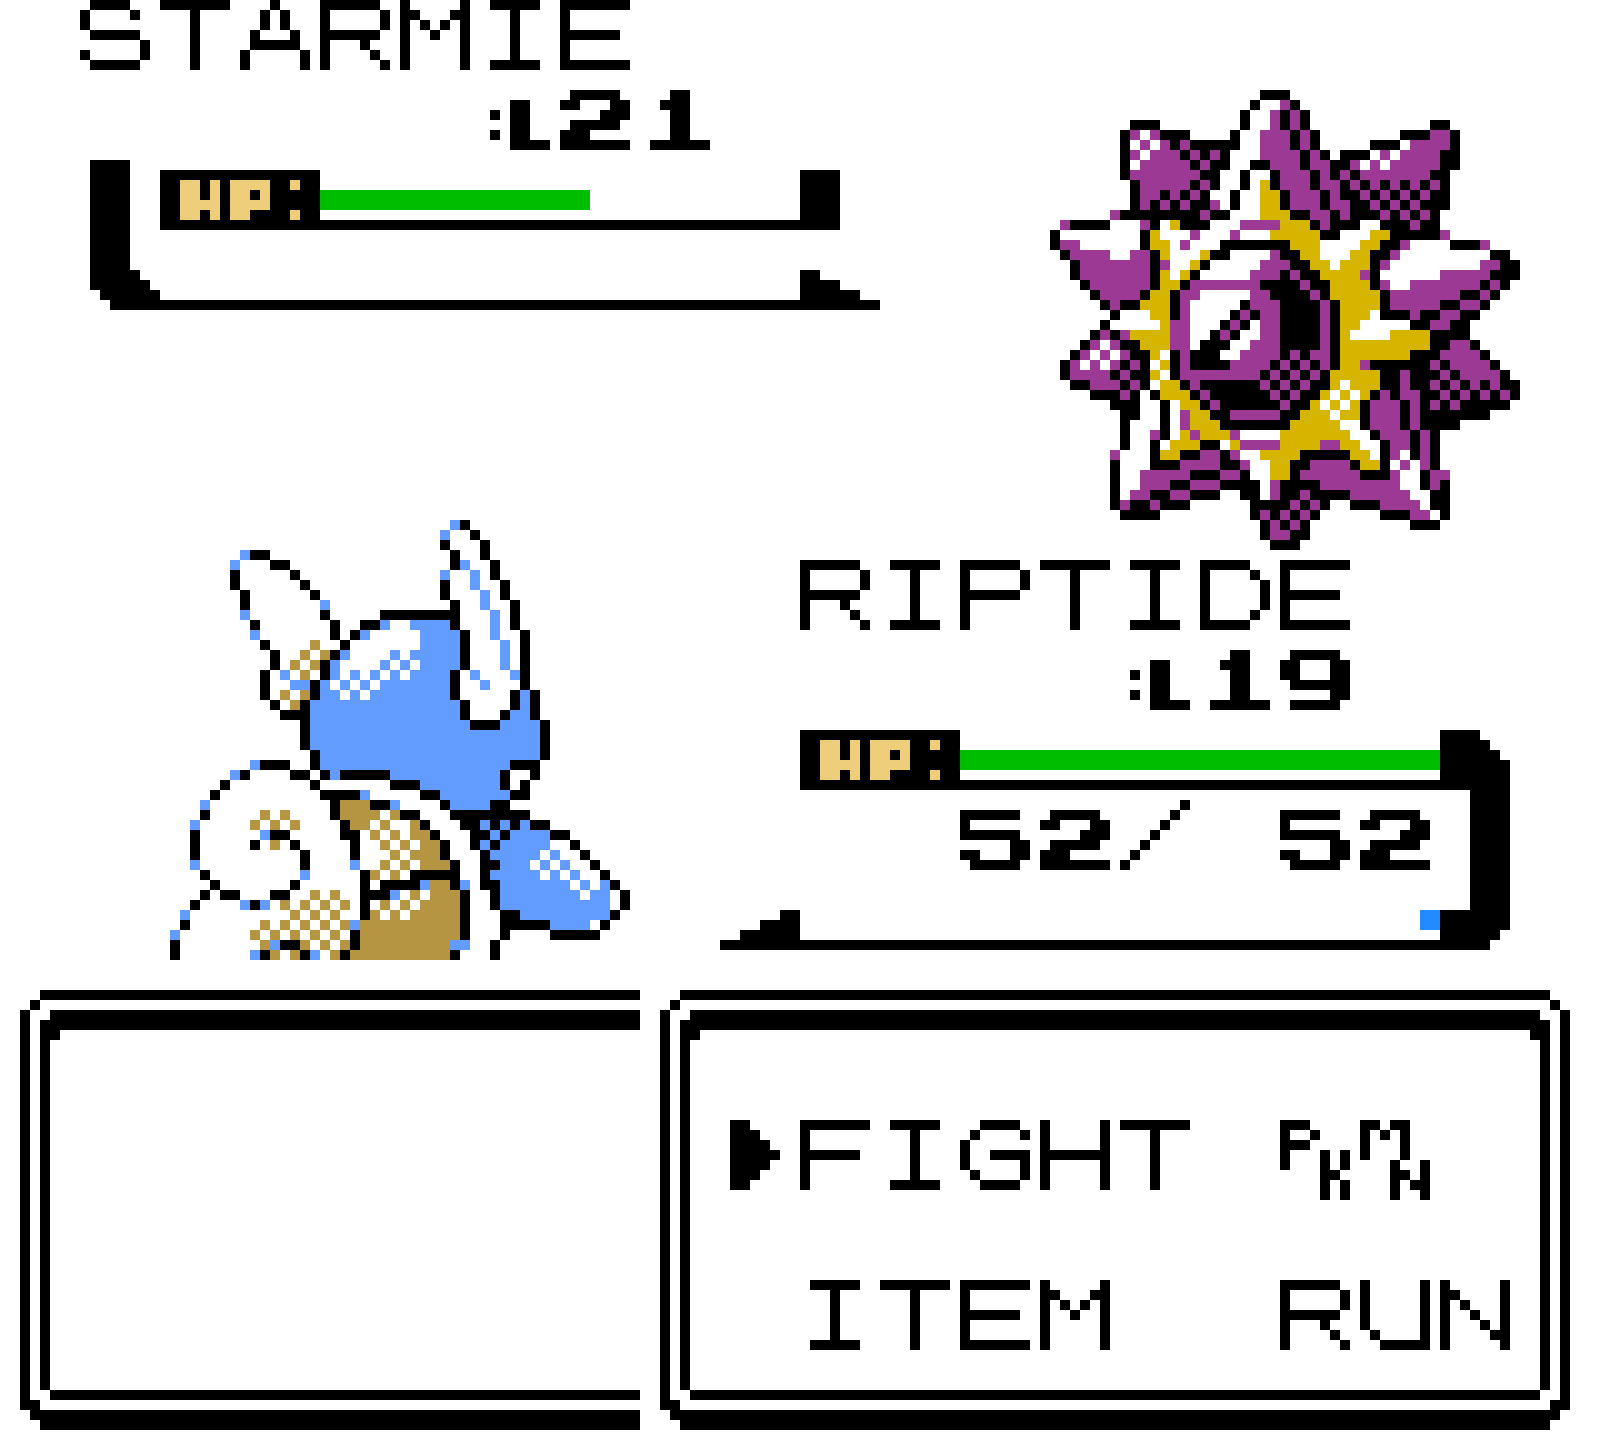 STARMIE
:L21
HP:
RIPTIDE
:L19
HP:
52/ 52
FIGHT PKMN
ITEM RUN